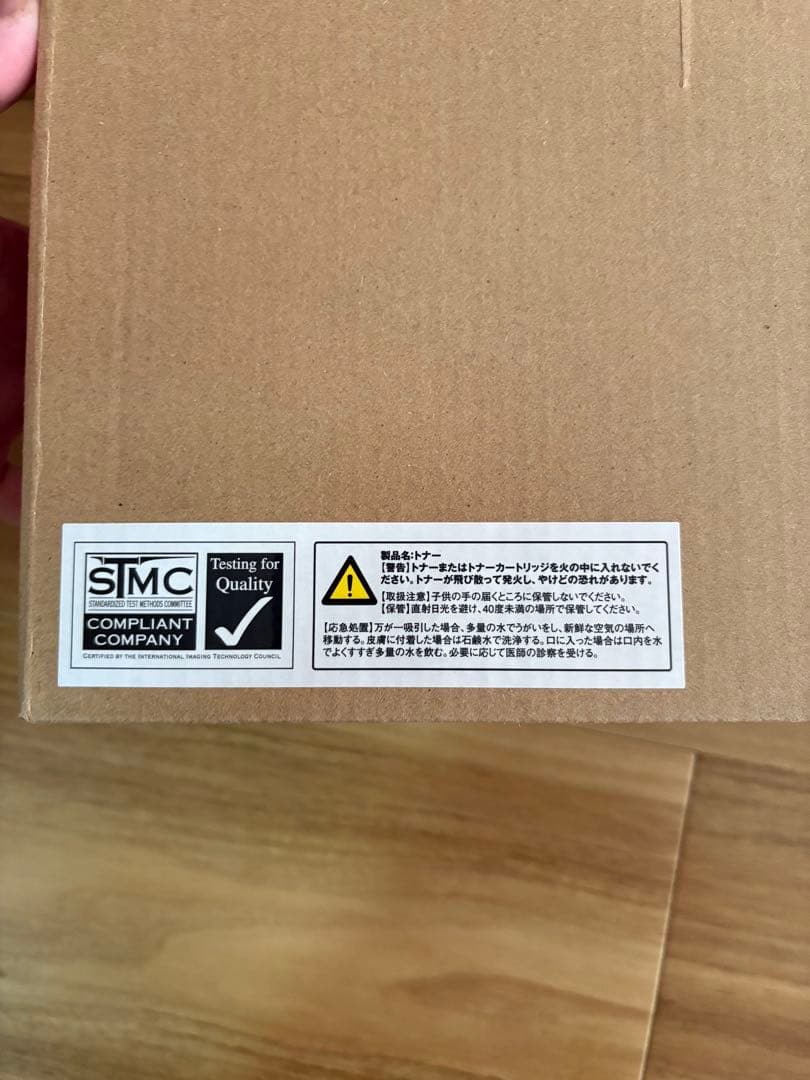 STMC
STANDARDIZED TEST METHODS COMMITTEE
COMPLIANT
COMPANY
Testing for
Quality
CERTIFIED BY THE INTERNATIONAL IMAGING TECHNOLOGY COUNCIL
製品名:トナー
【警告】トナーまたはトナーカートリッジを火の中に入れないでく
ださい。トナーが飛び散って発火し、やけどの恐れがあります。
【取扱注意】子供の手の届くところに保管しないでください。
【保管】直射日光を避け、40度未満の場所で保管してください。
【応急処置】万が一吸引した場合、多量の水でうがいをし、新鮮な空気の場所へ
移動する。皮膚に付着した場合は石鹸水で洗浄する。口に入った場合は口内を水
でよくすすぎ多量の水を飲む。必要に応じて医師の診察を受ける。